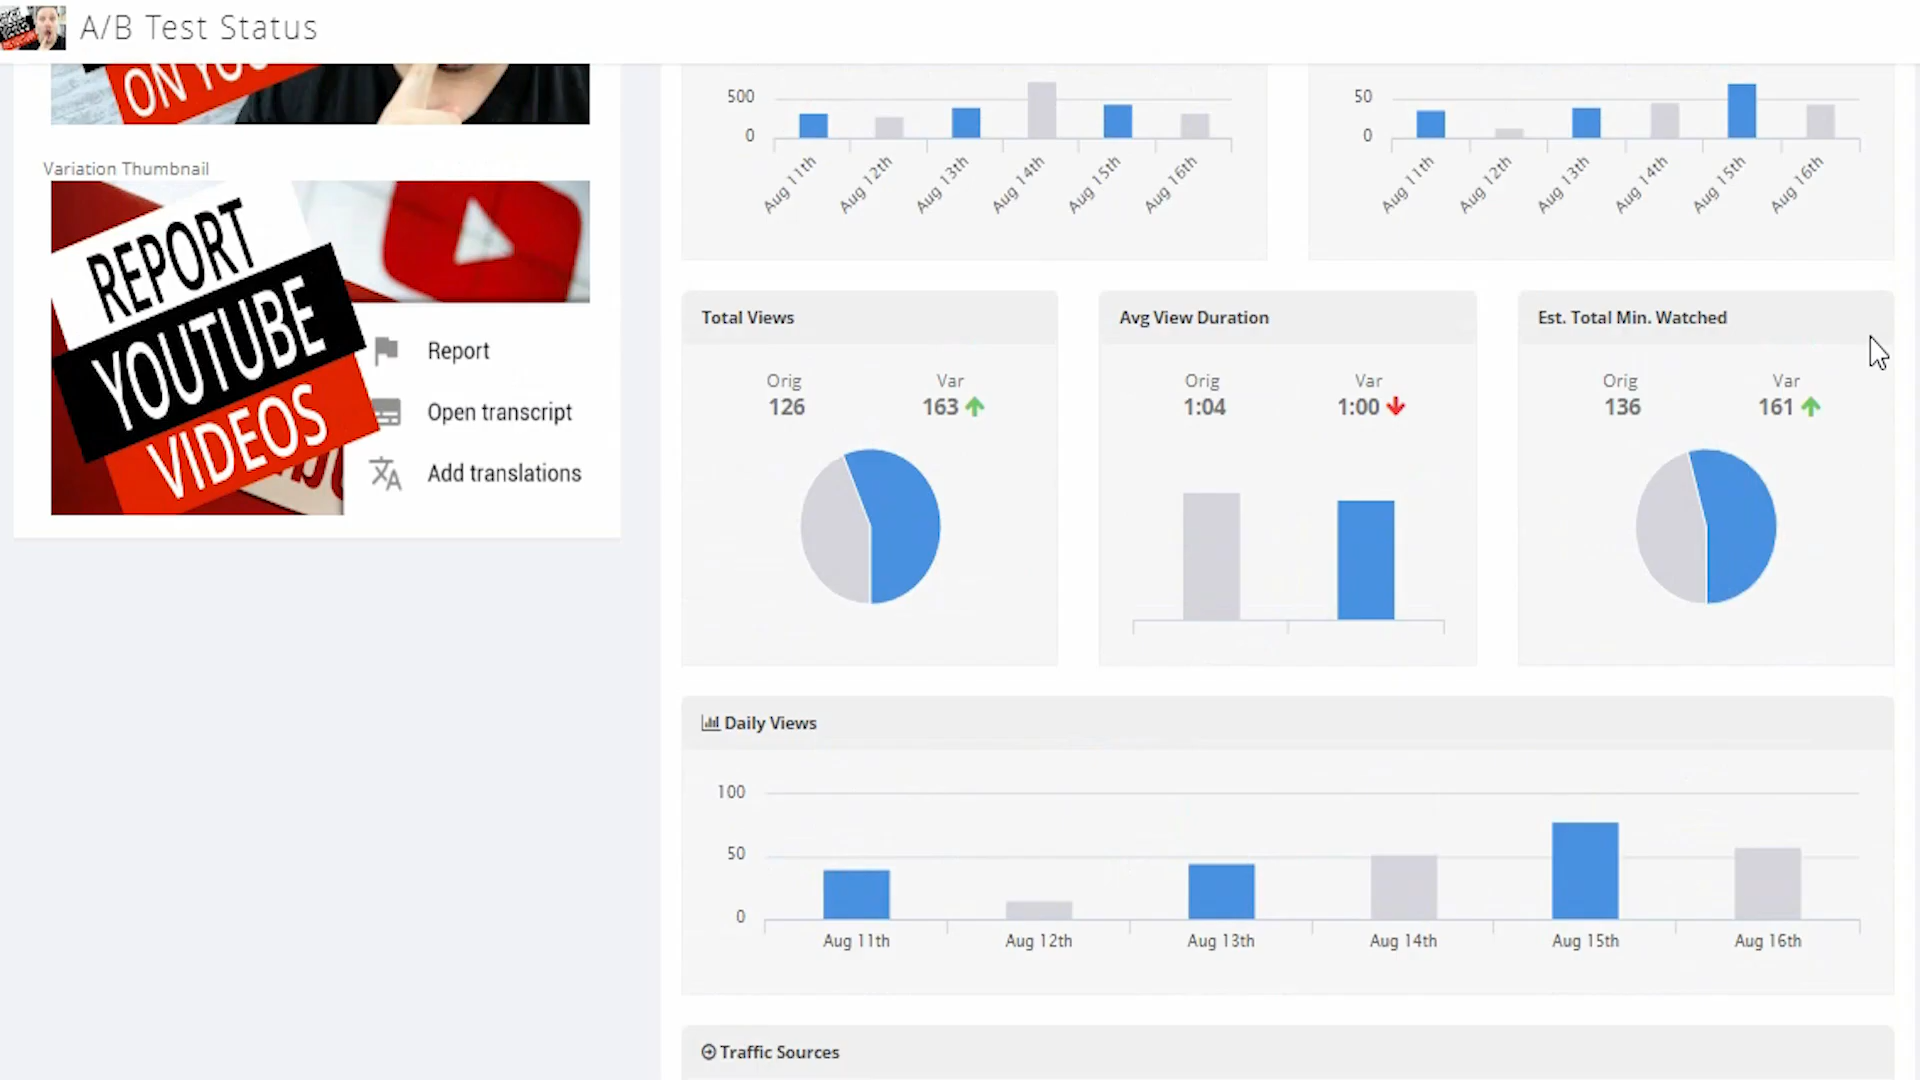 A/B Test Status
ON YOU
Variation Thumbnail
REPORT
YOUTUBE
VIDEOS
Report
Open transcript
Add translations
500
0
Aug 11th
Aug 12th
Aug 13th
Aug 14th
Aug 15th
Aug 16th
50
0
Aug 11th
Aug 12th
Aug 13th
Aug 14th
Aug 15th
Aug 16th
Total Views
Orig Var
126 163
Avg View Duration
Orig Var
1:04 1:00
Est. Total Min. Watched
Orig Var
136 161
Daily Views
100
50
0
Aug 11th Aug 12th Aug 13th Aug 14th Aug 15th Aug 16th
Traffic Sources